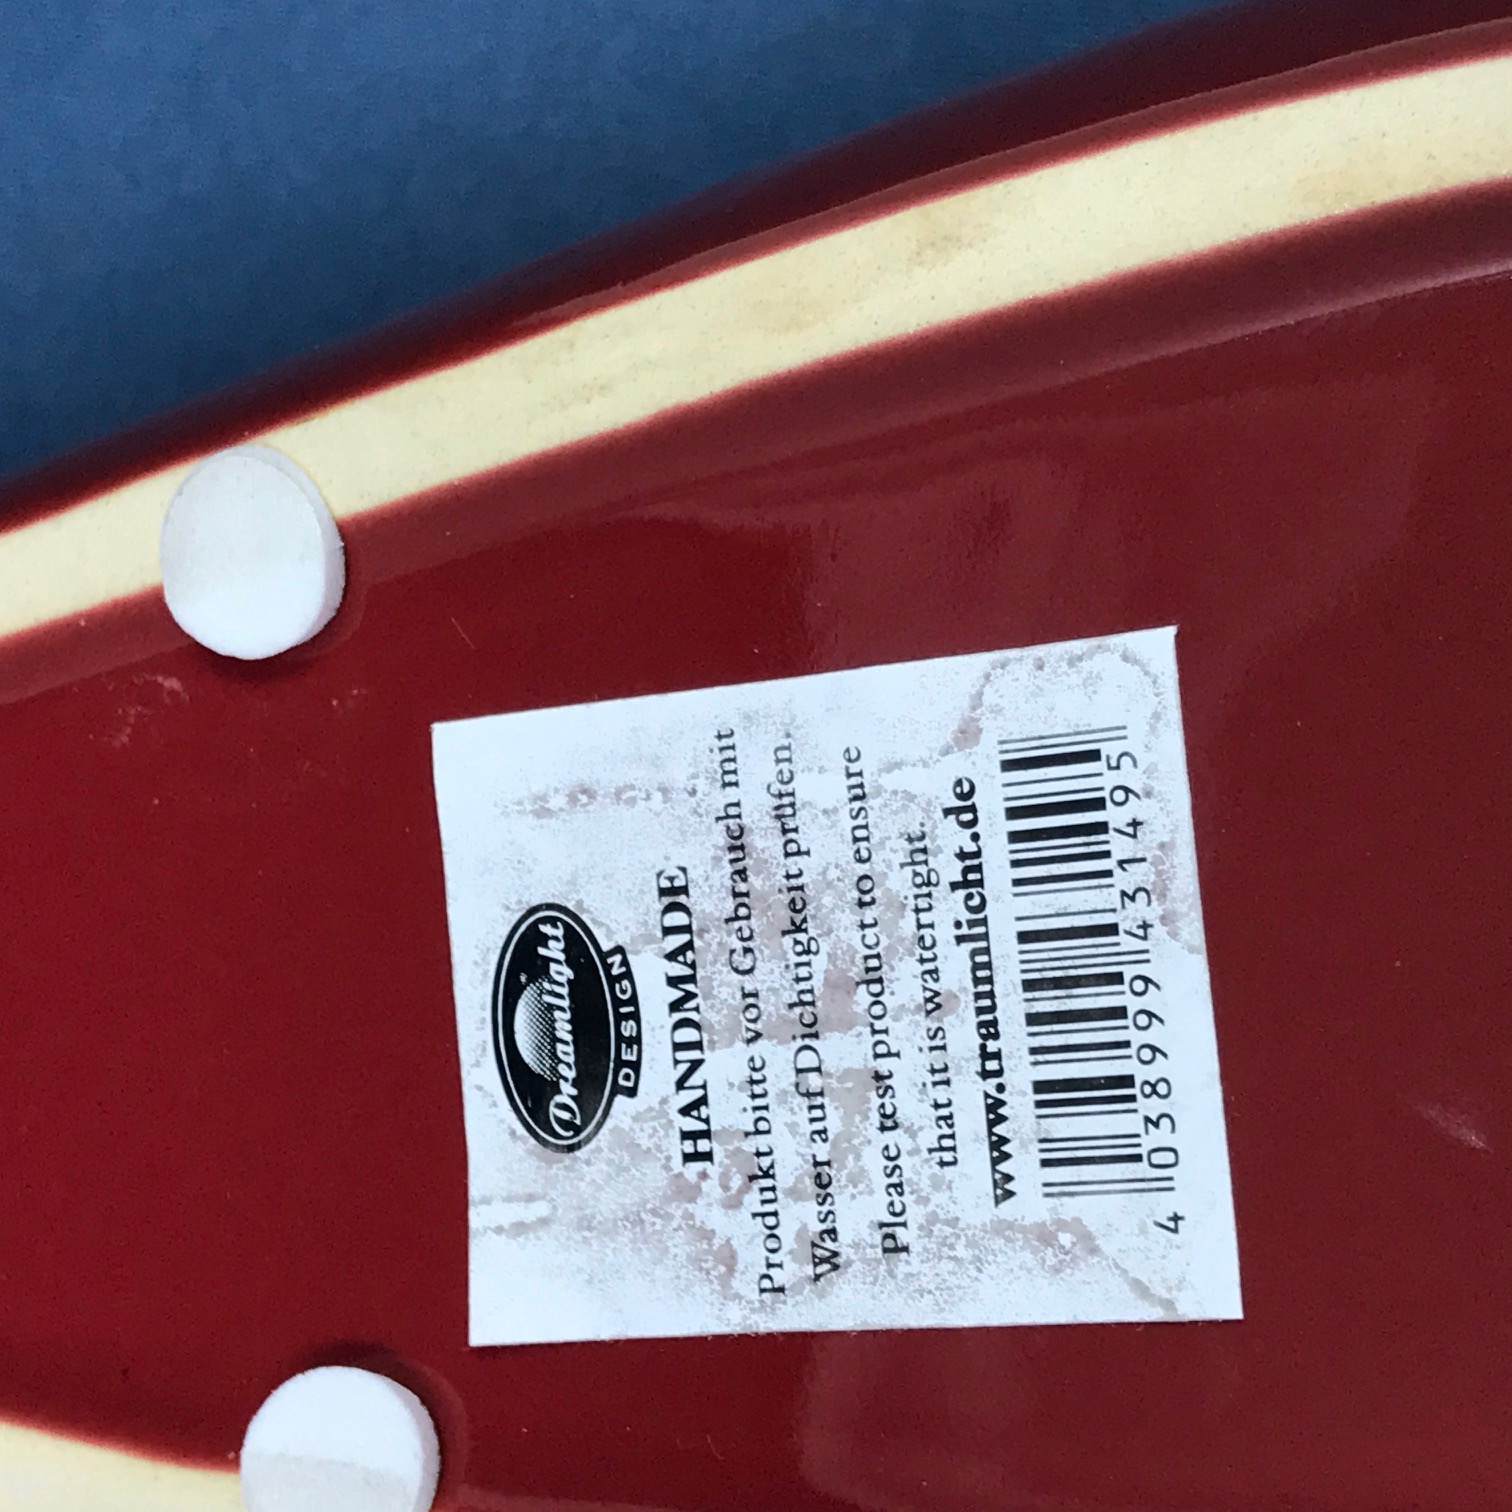 Dreamlight
DESIGN
HANDMADE
Produkt bitte vor Gebrauch mit
Wasser auf Dichtigkeit prüfen.
Please test product to ensure
that it is watertight.
www.traumlicht.de
4 038999 431495